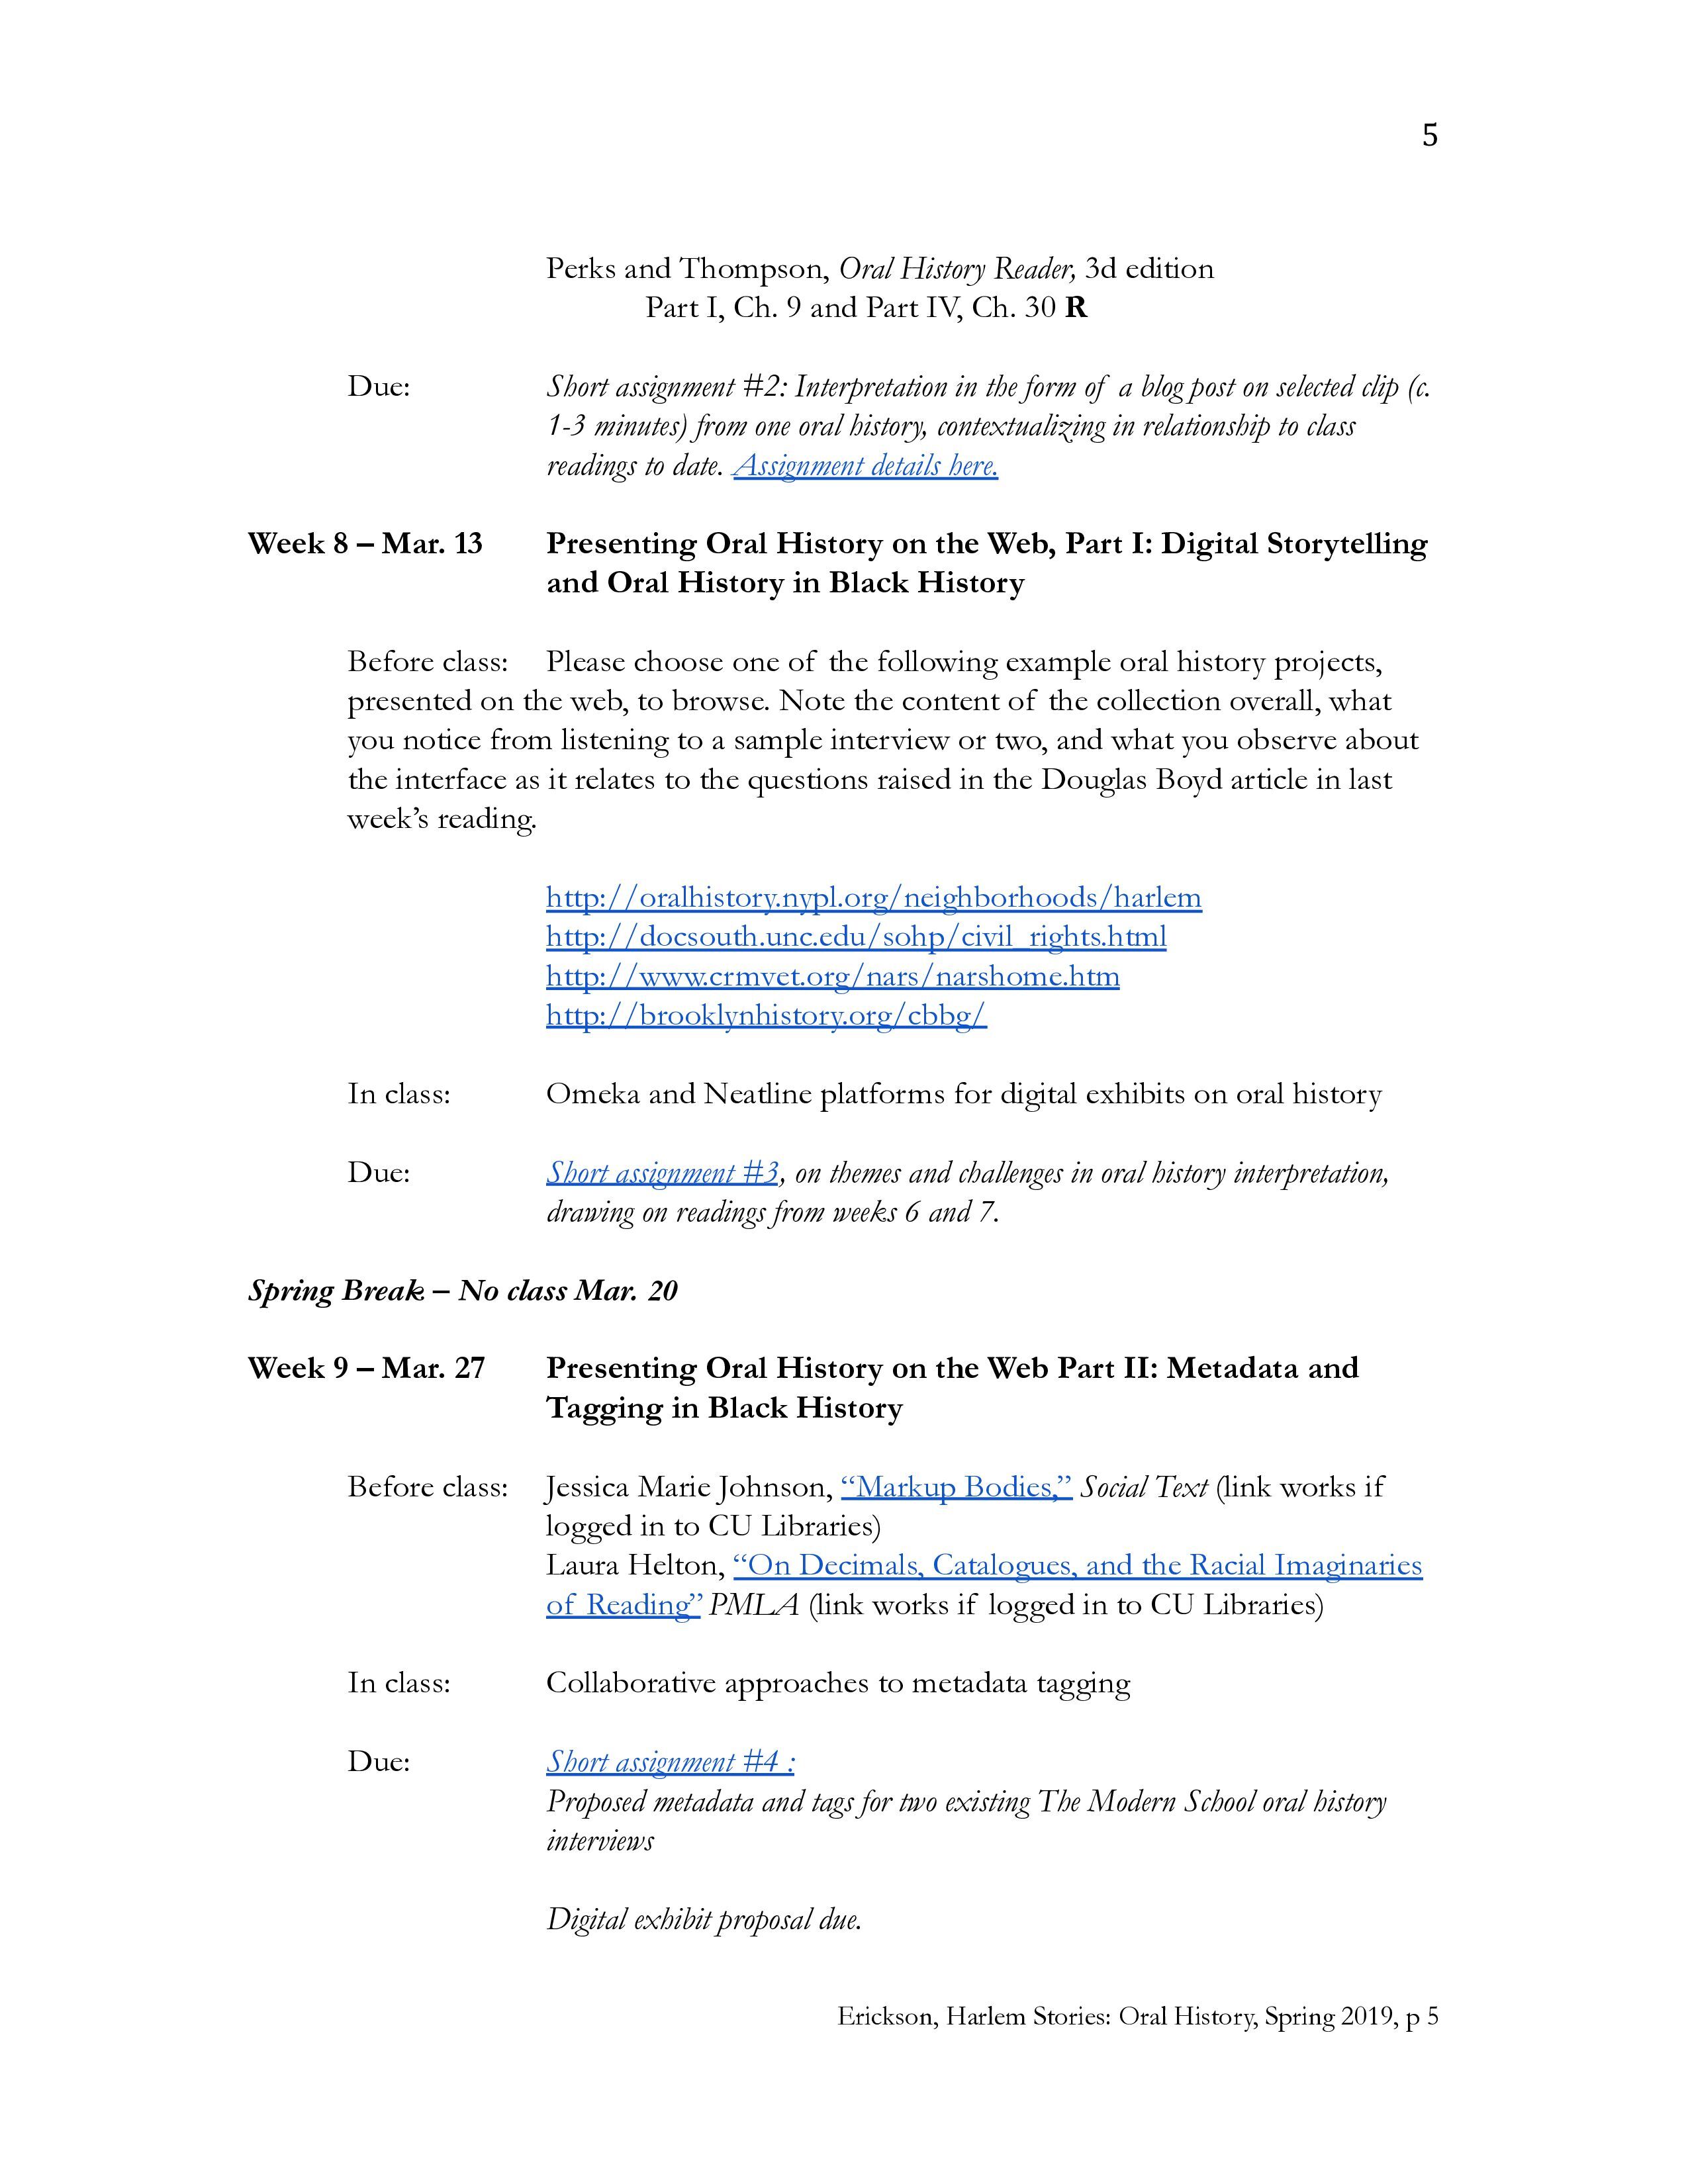 5
Perks and Thompson, Oral History Reader, 3d edition
Part I, Ch. 9 and Part IV, Ch. 30 R
Due: Short assignment #2: Interpretation in the form of a blog post on selected clip (c.
1-3 minutes) from one oral history, contextualizing in relationship to class
readings to date. Assignment details here.
Week 8 – Mar. 13 Presenting Oral History on the Web, Part I: Digital Storytelling
and Oral History in Black History
Before class: Please choose one of the following example oral history projects,
presented on the web, to browse. Note the content of the collection overall, what
you notice from listening to a sample interview or two, and what you observe about
the interface as it relates to the questions raised in the Douglas Boyd article in last
week’s reading.
http://oralhistory.nypl.org/neighborhoods/harlem
http://docsouth.unc.edu/sohp/civil_rights.html
http://www.crmvet.org/nars/narshome.htm
http://brooklynhistory.org/cbbg/
In class: Omeka and Neatline platforms for digital exhibits on oral history
Due: Short assignment #3, on themes and challenges in oral history interpretation,
drawing on readings from weeks 6 and 7.
Spring Break – No class Mar. 20
Week 9 – Mar. 27 Presenting Oral History on the Web Part II: Metadata and
Tagging in Black History
Before class: Jessica Marie Johnson, “Markup Bodies,” Social Text (link works if
logged in to CU Libraries)
Laura Helton, “On Decimals, Catalogues, and the Racial Imaginaries
of Reading” PMLA (link works if logged in to CU Libraries)
In class: Collaborative approaches to metadata tagging
Due: Short assignment #4 :
Proposed metadata and tags for two existing The Modern School oral history
interviews
Digital exhibit proposal due.
Erickson, Harlem Stories: Oral History, Spring 2019, p 5